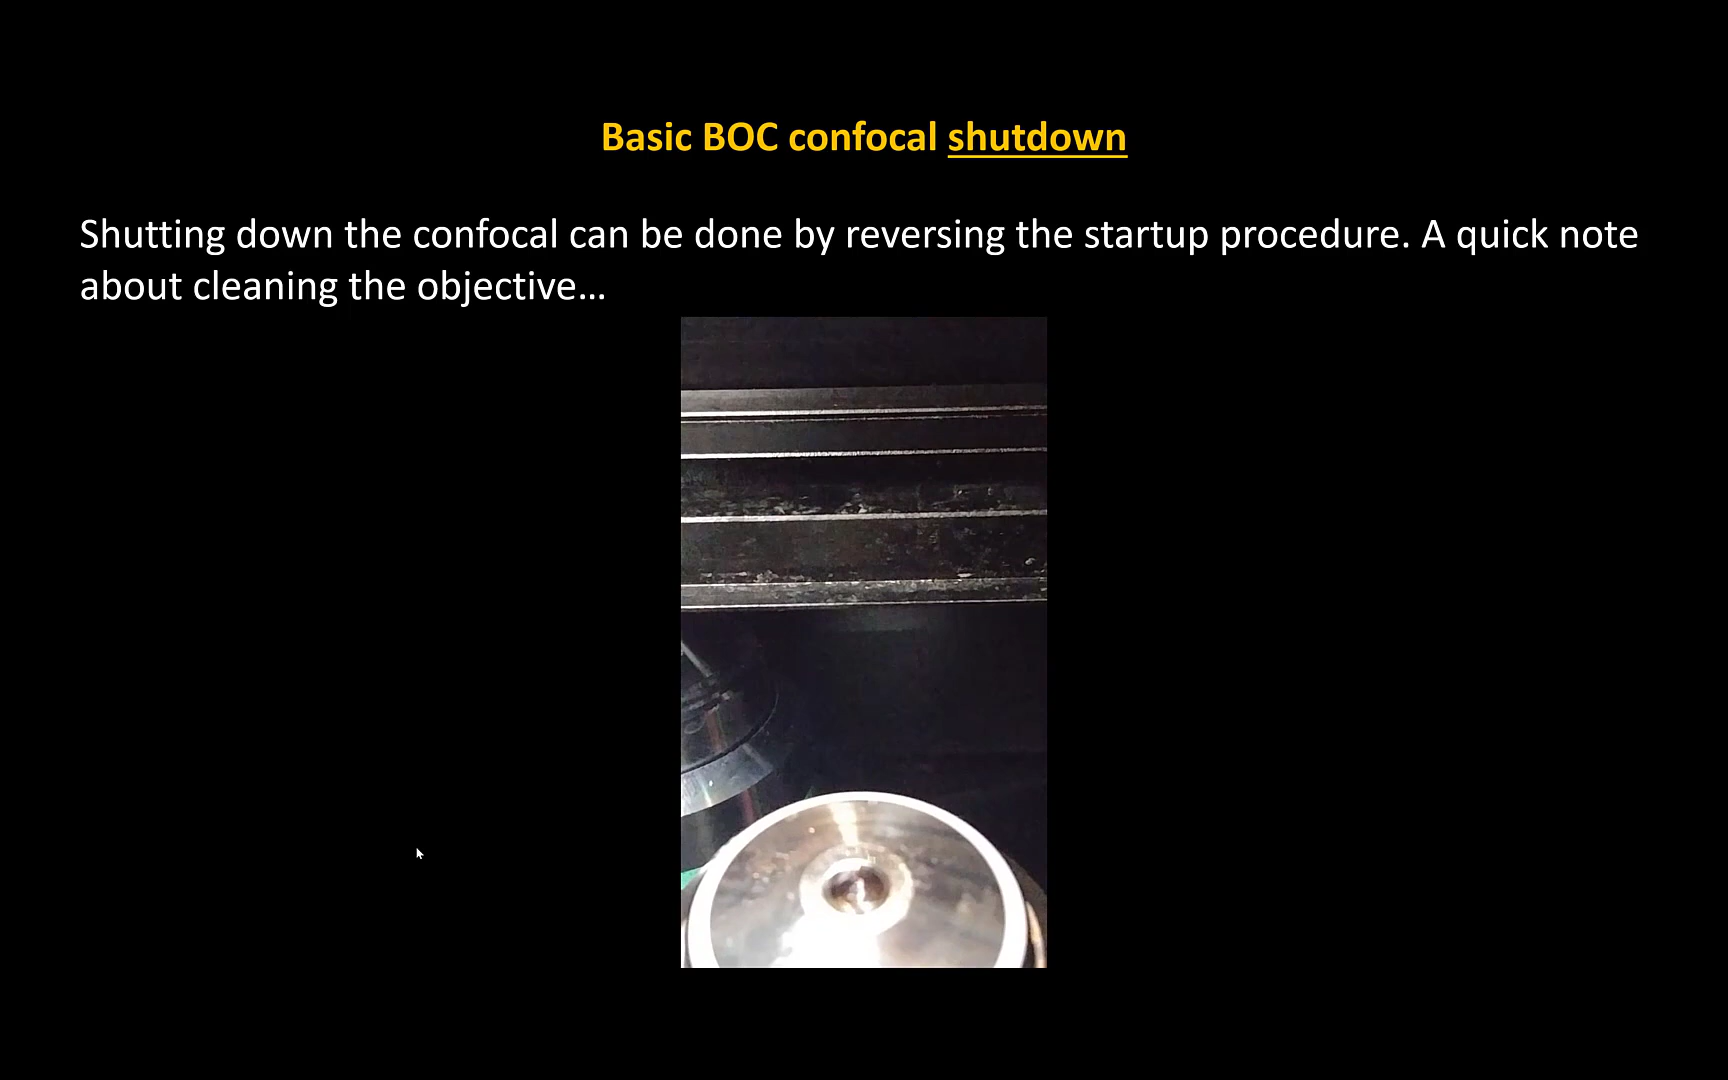 Basic BOC confocal shutdown
Shutting down the confocal can be done by reversing the startup procedure. A quick note
about cleaning the objective...